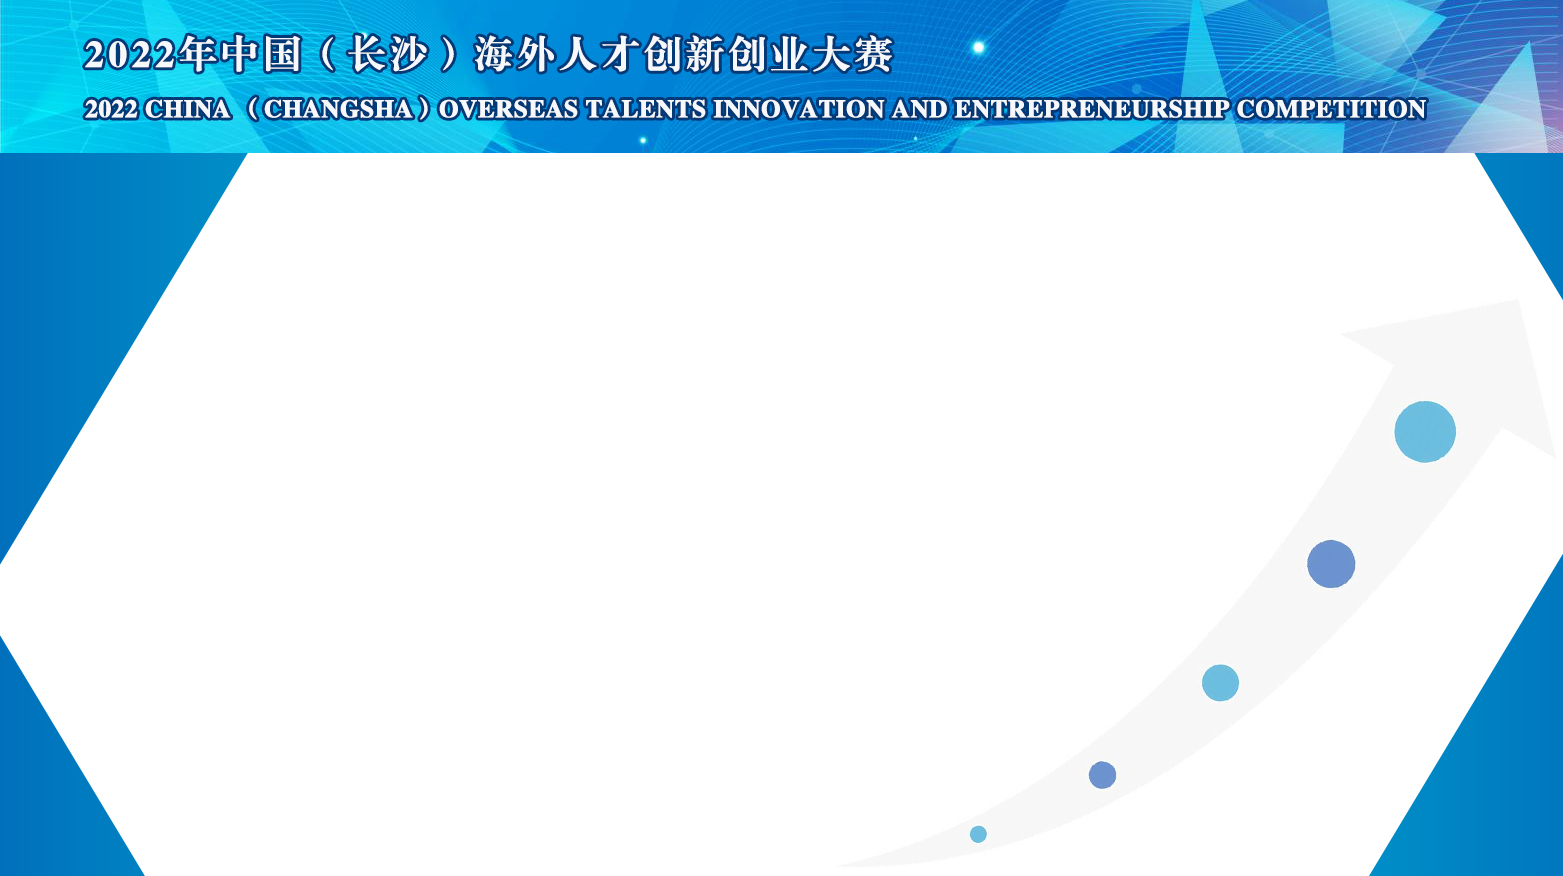 2022年中国（长沙）海外人才创新创业大赛
2022 CHINA （CHANGSHA）OVERSEAS TALENTS INNOVATION AND ENTREPRENEURSHIP COMPETITION